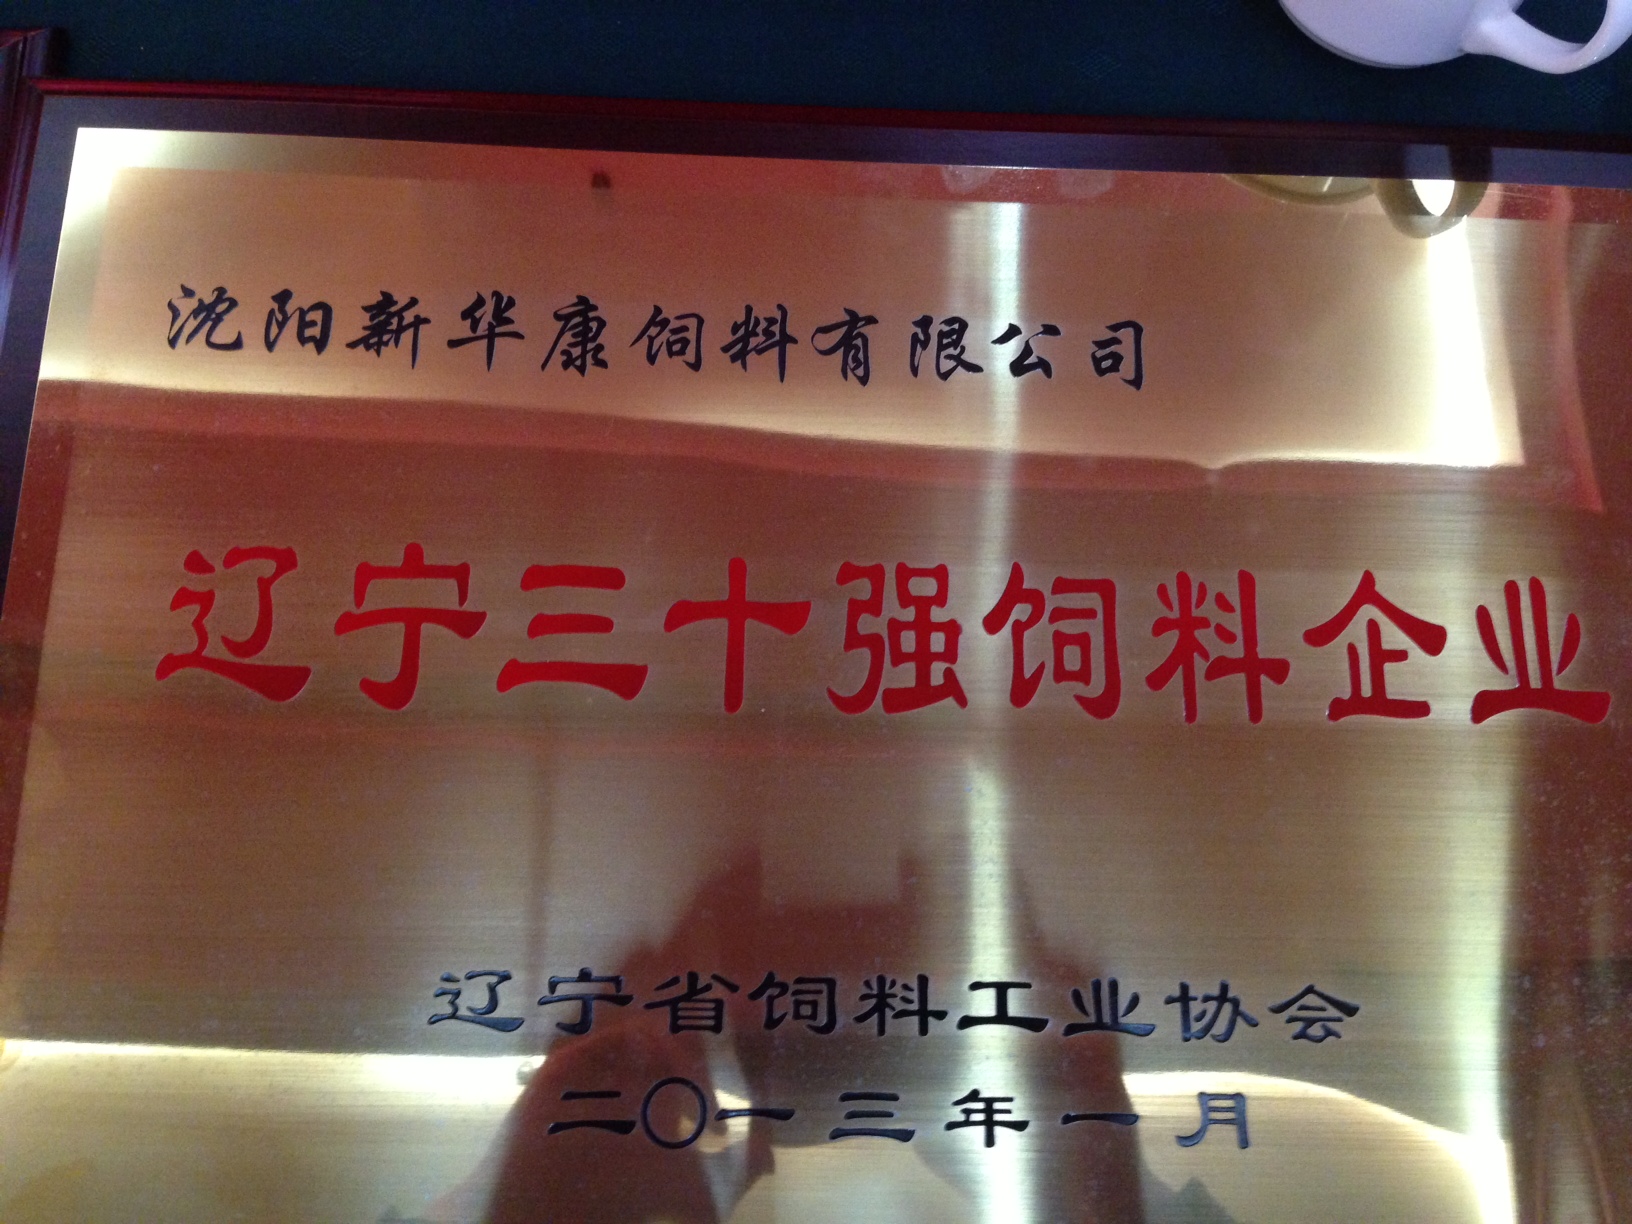 沈阳新华康饲料有限公司
辽宁三十强饲料企业
辽宁省饲料工业协会
二〇一三年一月